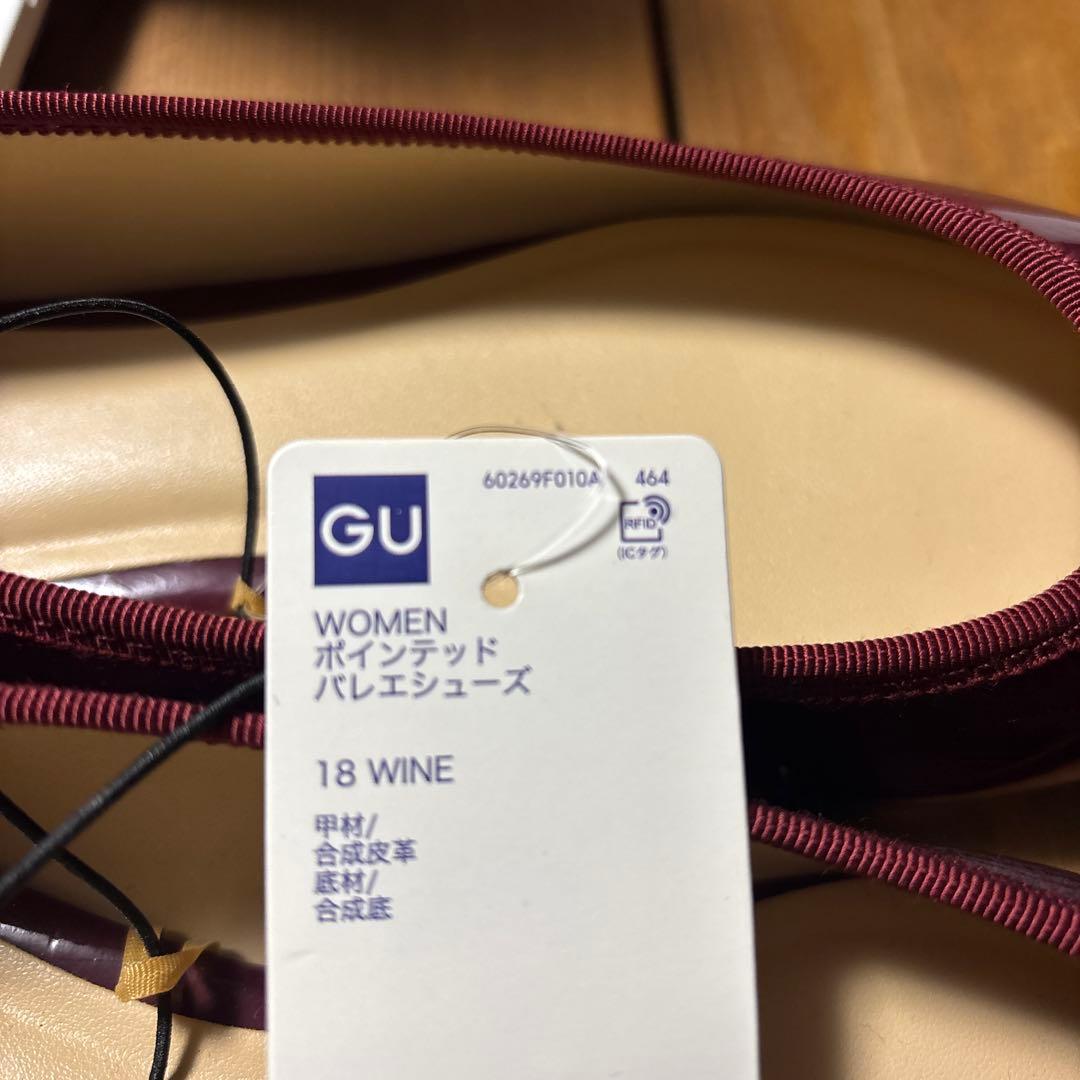 60269F010A 464
GU
RFID
(ICタグ)
WOMEN
ポインテッド
バレエシューズ
18 WINE
甲材/
合成皮革
底材/
合成底